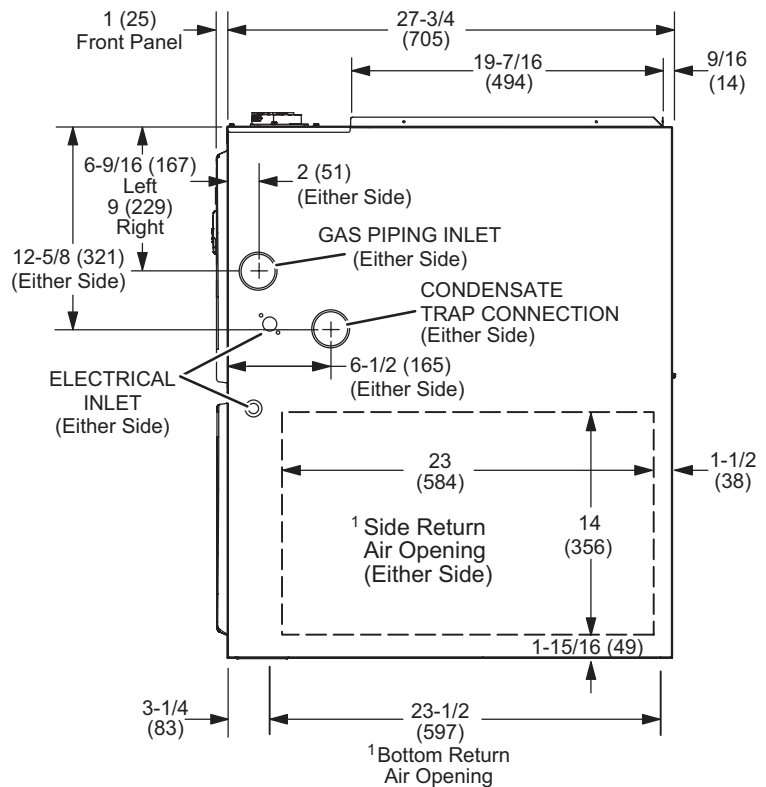 1 (25)
Front Panel
27-3/4
(705)
19-7/16
(494)
9/16
(14)
6-9/16 (167)
Left
9 (229)
Right
2 (51)
(Either Side)
GAS PIPING INLET
(Either Side)
12-5/8 (321)
(Either Side)
CONDENSATE
TRAP CONNECTION
(Either Side)
6-1/2 (165)
(Either Side)
ELECTRICAL
INLET
(Either Side)
23
(584)
1-1/2
(38)
1 Side Return
Air Opening
(Either Side)
14
(356)
1-15/16 (49)
3-1/4
(83)
23-1/2
(597)
1 Bottom Return
Air Opening